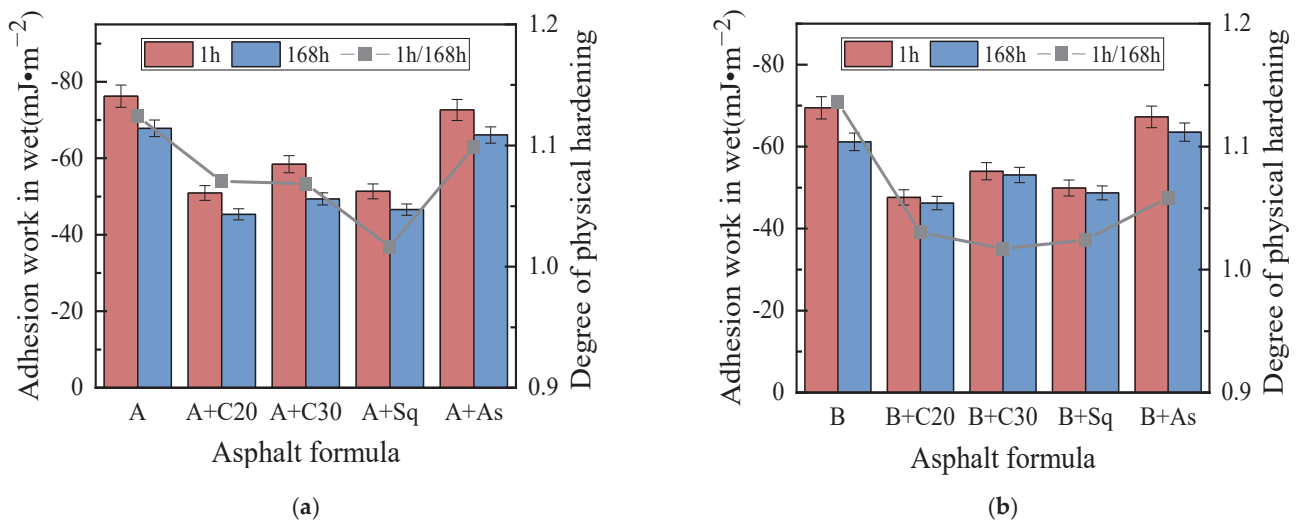 1.2
1h 168h 1h/168h
-80
1.1
-60
-40
1.0
-20
0
0.9
A A+C20 A+C30 A+Sq A+As
Asphalt formula
Adhesion work in wet(mJ•m−2)
Degree of physical hardening
(a)
1.2
1h 168h 1h/168h
-80
1.1
-60
-40
1.0
-20
0
0.9
B B+C20 B+C30 B+Sq B+As
Asphalt formula
Adhesion work in wet(mJ•m−2)
Degree of physical hardening
(b)